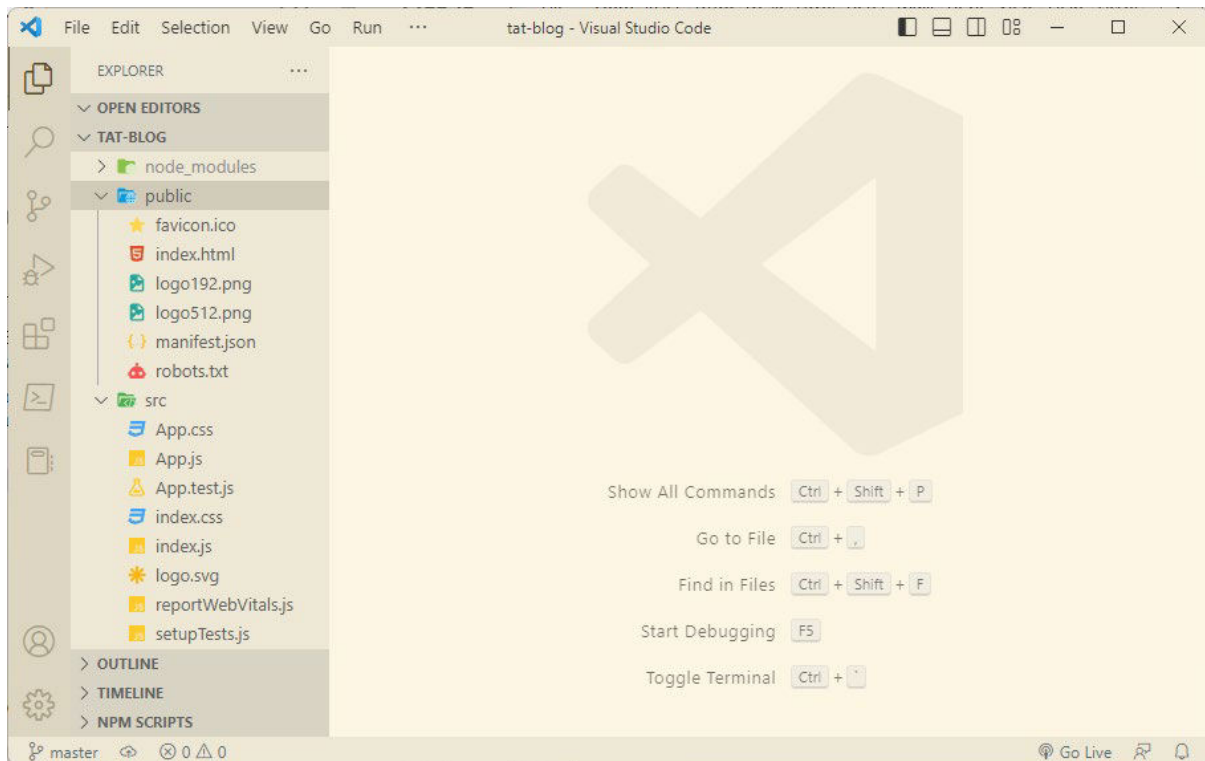 File Edit Selection View Go Run ··· tat-blog - Visual Studio Code
EXPLORER ···
OPEN EDITORS
TAT-BLOG
node_modules
public
favicon.ico
index.html
logo192.png
logo512.png
manifest.json
robots.txt
src
App.css
App.js
App.test.js
index.css
index.js
logo.svg
reportWebVitals.js
setupTests.js
OUTLINE
TIMELINE
NPM SCRIPTS
Show All Commands Ctrl + Shift + P
Go to File Ctrl + ,
Find in Files Ctrl + Shift + F
Start Debugging F5
Toggle Terminal Ctrl + `
master 0 0 Go Live